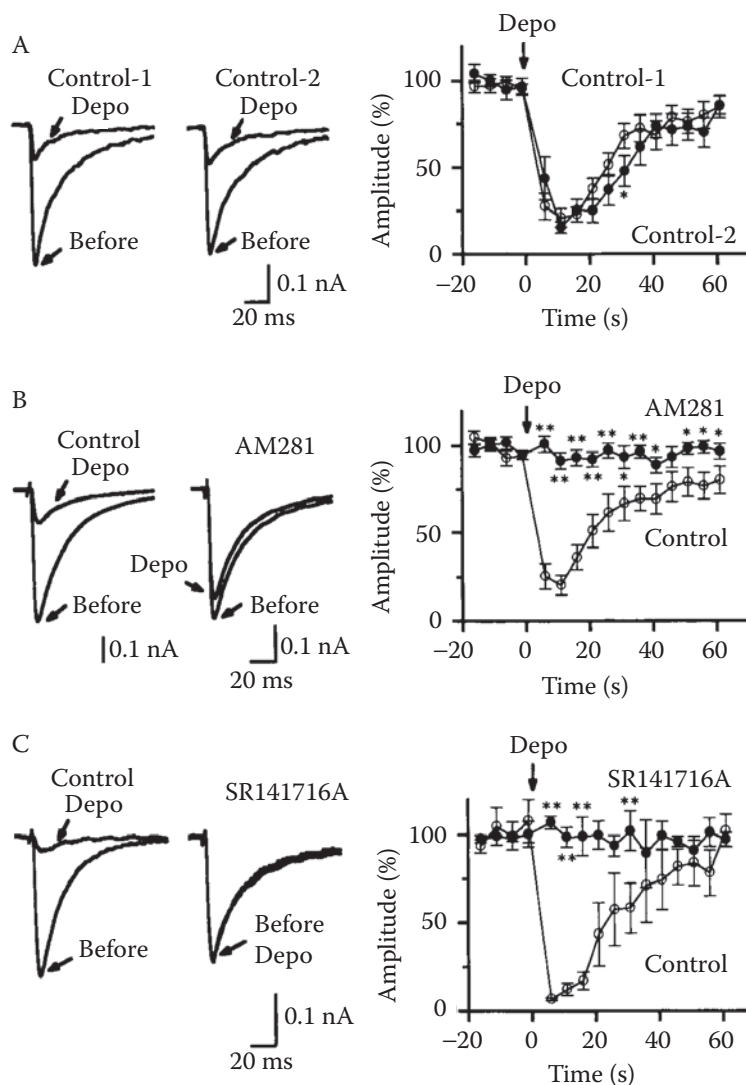 A
Control-1
Depo
Before
Control-2
Depo
0.1 nA
20 ms
Depo
Control-1
Control-2
*
Amplitude (%)
100
50
0
−20 0 20 40 60
Time (s)
B
Control
Depo
Before
AM281
Depo
Before
0.1 nA
0.1 nA
20 ms
Depo
AM281
** ** ** ** * * *
** ** * *
Control
Amplitude (%)
100
50
0
−20 0 20 40 60
Time (s)
C
Control
Depo
Before
SR141716A
Before
Depo
0.1 nA
20 ms
Depo
SR141716A
** ** **
**
Control
Amplitude (%)
100
50
0
−20 0 20 40 60
Time (s)